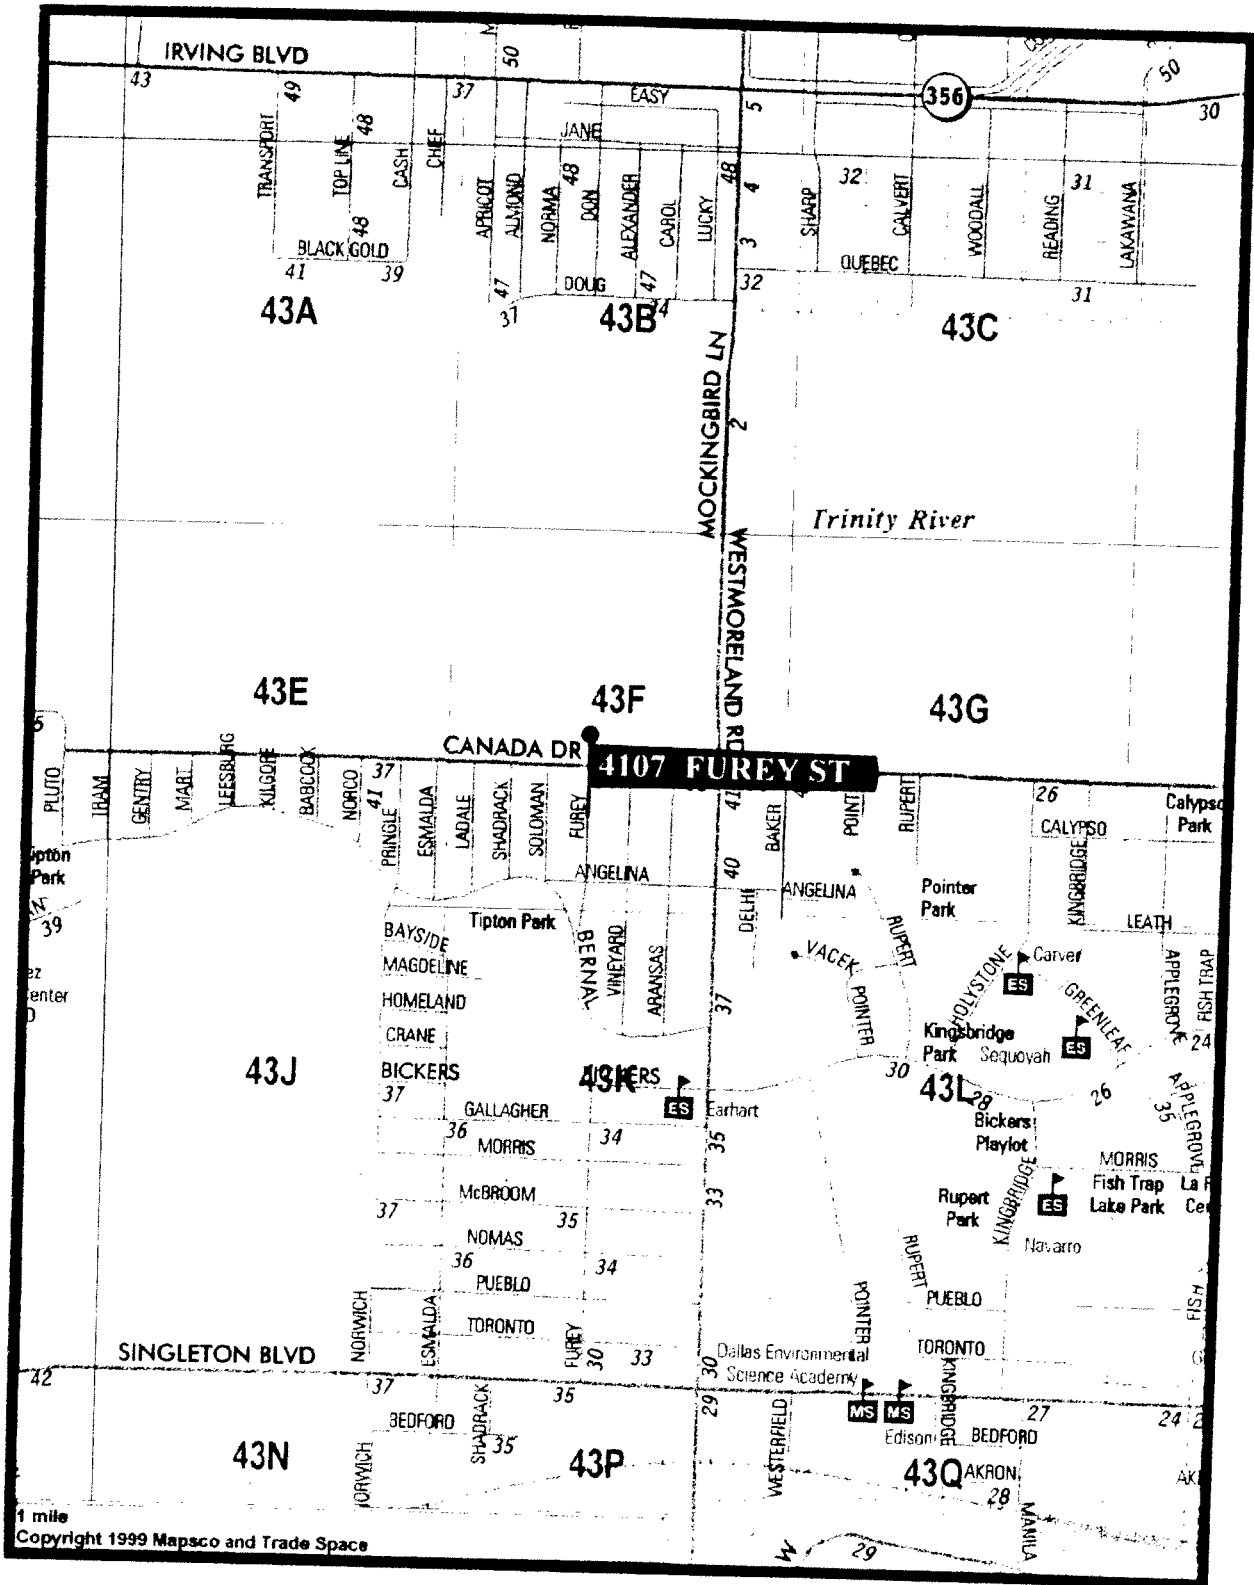 IRVING BLVD
50
43
49
37
EASY
5
356
50
30
JANE
TRANSPORT
TOP LINE
48
CASH
CHIEF
APRICOT
ALMOND
NORMA
48
DON
ALEXANDER
CAROL
LUCKY
48
4
3
SHARP
32
CALVERT
WOODALL
READING
31
LAKAWANA
48
BLACK GOLD
41
39
QUEBEC
47
DOUG
47
32
31
37
43A
43B
43C
MOCKINGBIRD LN
2
Trinity River
WESTMORELAND RD
43E
43F
43G
CANADA DR
4107 FUREY ST
PLUTO
TRAM
GENTRY
MART
LEESBURG
KILGORE
BABCOCK
NORCO
37
41
PRINGLE
ESMALDA
LADALE
SHADRACK
SOLOMAN
FUREY
41
BAKER
POINT
RUPERT
26
CALYPSO
Calypso
Park
KINGBRIDGE
ANGELINA
40
DELHI
ANGELINA
Pointer
Park
LEATH
Tipton
Park
39
Tipton Park
BAYSIDE
MAGDELINE
HOMELAND
CRANE
BICKERS
BERNAL
VINEYARD
ARANSAS
37
VACEK
POINTER
RUPERT
HOLYSTONE
Carver
ES
GREENLEAF
APPLEGROVE
FISHTRAP
24
Kingsbridge
Park
Sequoyah
ES
enter
43J
43K
BICKERS
43L
30
28
26
35
APPLEGROVE
37
GALLAGHER
ES
Earhart
Bickers
Playlot
36
MORRIS
34
35
MORRIS
McBROOM
33
KINGBRIDGE
ES
Fish Trap
Lake Park
Rupert
Park
Navarro
37
35
NOMAS
36
34
PUEBLO
RUPERT
PUEBLO
FISH
NORWICH
ESMALDA
TORONTO
FUREY
30
33
POINTER
TORONTO
SINGLETON BLVD
Dallas Environmental
Science Academy
30
42
37
35
29
MS
MS
KINGBRIDGE
27
24
BEDFORD
SHADRACK
35
WESTERFIELD
Edison
BEDFORD
43N
43P
43Q
AKRON
28
MANILA
29
1 mile
Copyright 1999 Mapsco and Trade Space